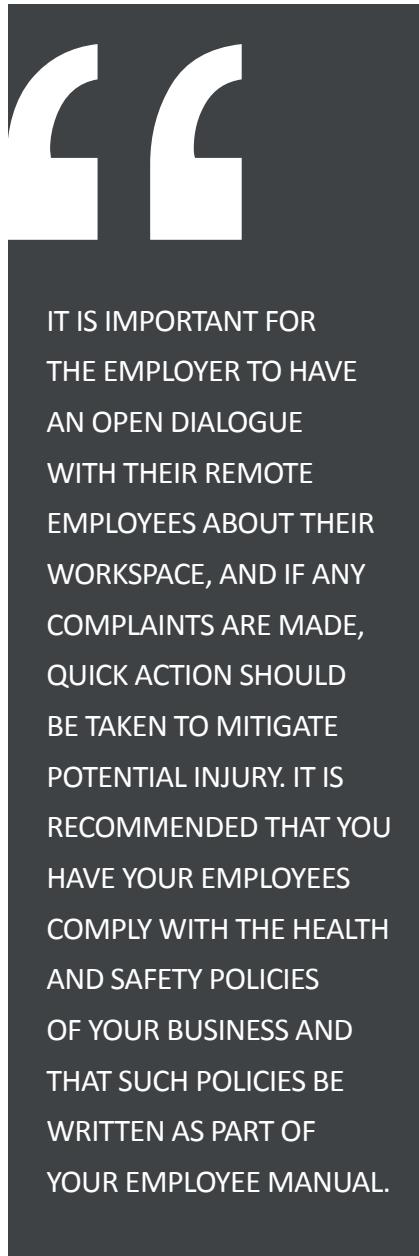 “
IT IS IMPORTANT FOR
THE EMPLOYER TO HAVE
AN OPEN DIALOGUE
WITH THEIR REMOTE
EMPLOYEES ABOUT THEIR
WORKSPACE, AND IF ANY
COMPLAINTS ARE MADE,
QUICK ACTION SHOULD
BE TAKEN TO MITIGATE
POTENTIAL INJURY. IT IS
RECOMMENDED THAT YOU
HAVE YOUR EMPLOYEES
COMPLY WITH THE HEALTH
AND SAFETY POLICIES
OF YOUR BUSINESS AND
THAT SUCH POLICIES BE
WRITTEN AS PART OF
YOUR EMPLOYEE MANUAL.